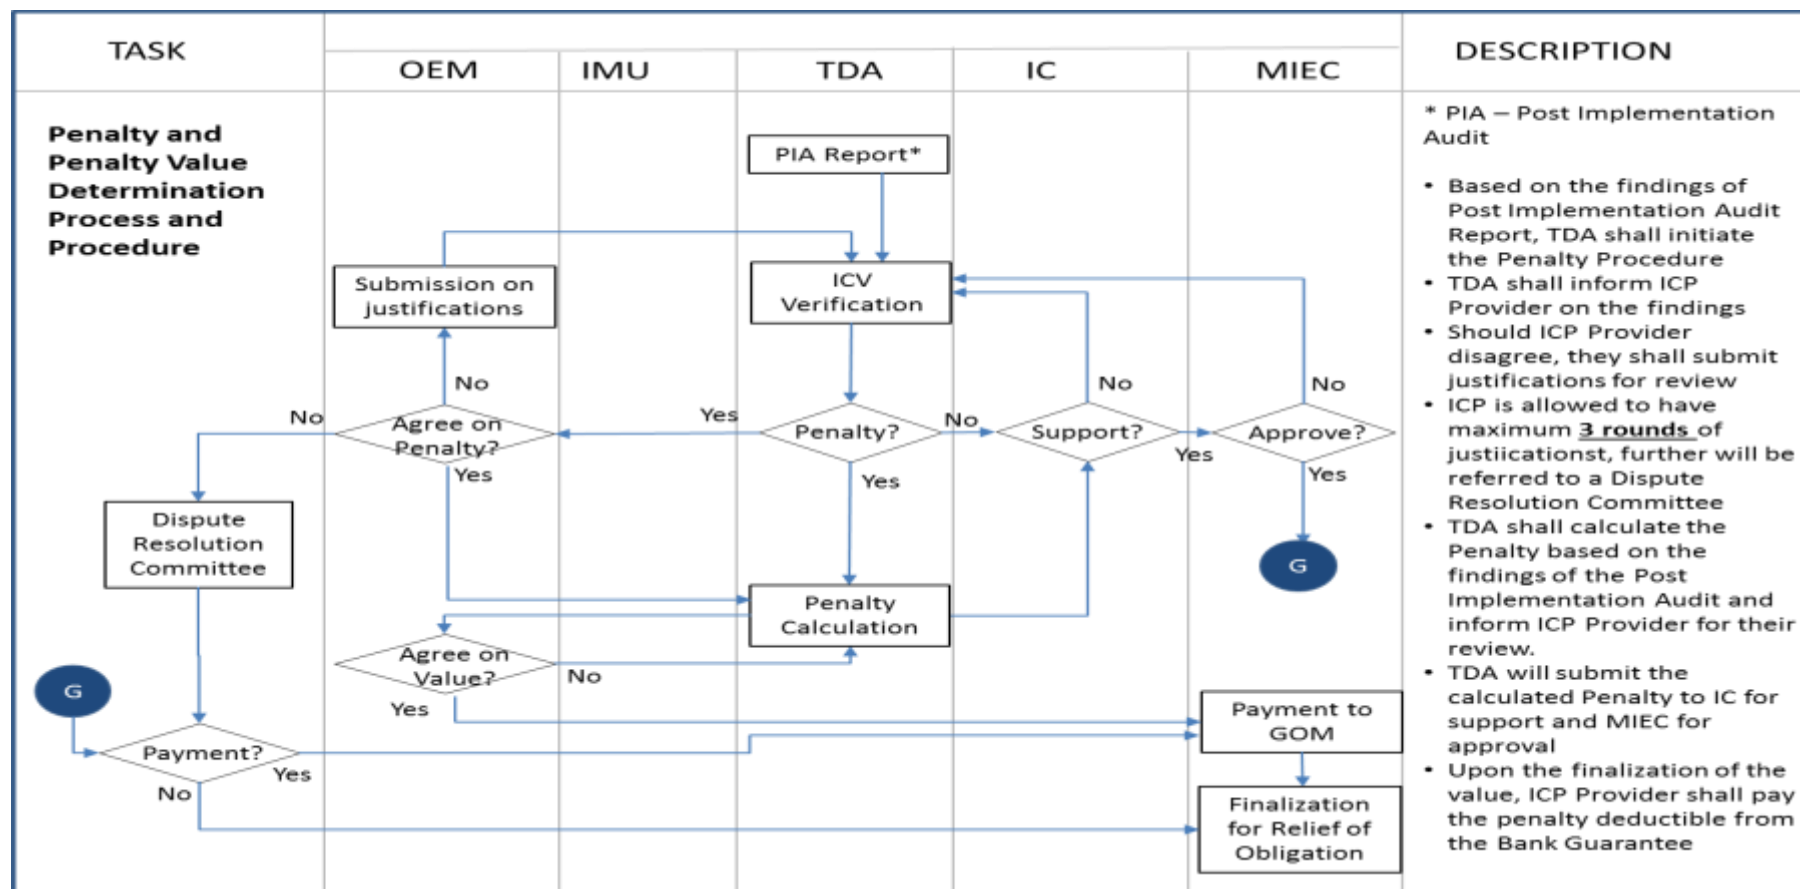 TASK
OEM
IMU
TDA
IC
MIEC
DESCRIPTION
Penalty and
Penalty Value
Determination
Process and
Procedure
PIA Report*
Submission on
justifications
ICV
Verification
No
No
No
No
Agree on
Penalty?
Yes
Penalty?
No
Support?
Yes
Approve?
Yes
Yes
Yes
Dispute
Resolution
Committee
G
Penalty
Calculation
Agree on
Value?
No
Yes
G
Payment?
Yes
No
Payment to
GOM
Finalization
for Relief of
Obligation
* PIA – Post Implementation
Audit
• Based on the findings of
Post Implementation Audit
Report, TDA shall initiate
the Penalty Procedure
• TDA shall inform ICP
Provider on the findings
• Should ICP Provider
disagree, they shall submit
justifications for review
• ICP is allowed to have
maximum 3 rounds of
justiicationst, further will be
referred to a Dispute
Resolution Committee
• TDA shall calculate the
Penalty based on the
findings of the Post
Implementation Audit and
inform ICP Provider for their
review.
• TDA will submit the
calculated Penalty to IC for
support and MIEC for
approval
• Upon the finalization of the
value, ICP Provider shall pay
the penalty deductible from
the Bank Guarantee